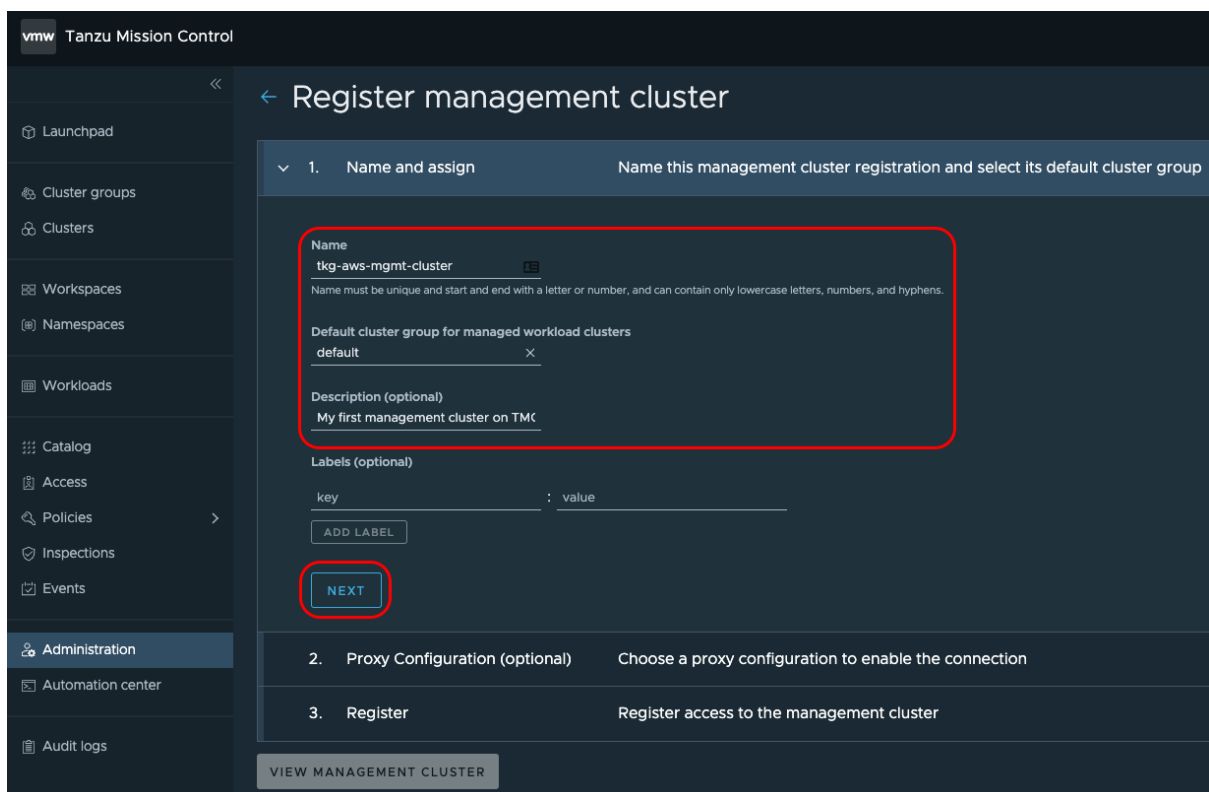 vmw Tanzu Mission Control
Launchpad
Cluster groups
Clusters
Workspaces
Namespaces
Workloads
Catalog
Access
Policies
Inspections
Events
Administration
Automation center
Audit logs
Register management cluster
1. Name and assign Name this management cluster registration and select its default cluster group
Name
tkg-aws-mgmt-cluster
Name must be unique and start and end with a letter or number, and can contain only lowercase letters, numbers, and hyphens.
Default cluster group for managed workload clusters
default
Description (optional)
My first management cluster on TMC
Labels (optional)
key : value
ADD LABEL
NEXT
2. Proxy Configuration (optional) Choose a proxy configuration to enable the connection
3. Register Register access to the management cluster
VIEW MANAGEMENT CLUSTER